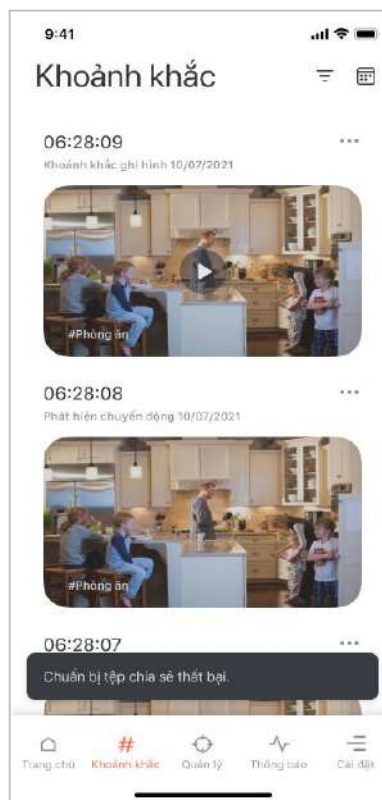 9:41
Khoảnh khắc
06:28:09
Khoảnh khắc ghi hình 10/07/2021
#Phòng ăn
06:28:08
Phát hiện chuyển động 10/07/2021
#Phòng ăn
06:28:07
Chuẩn bị tệp chia sẻ thất bại.
Trang chủ Khoảnh khắc Quản lý Thông báo Cài đặt